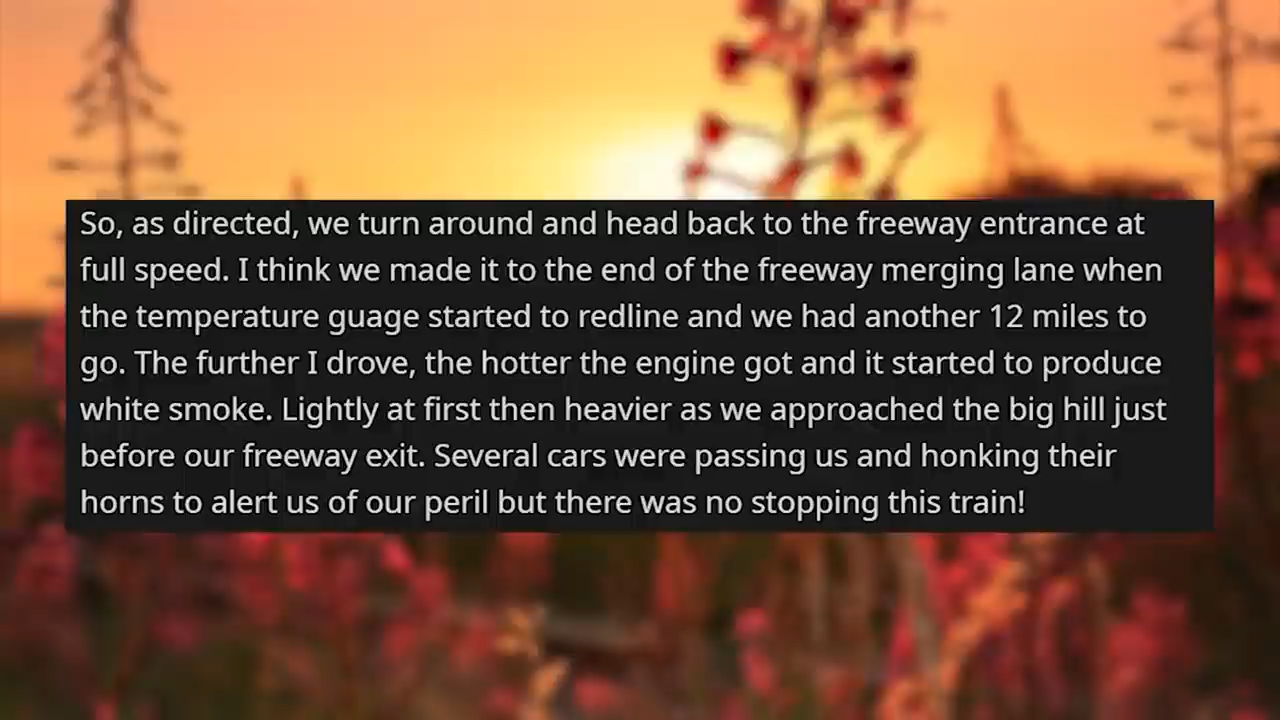 So, as directed, we turn around and head back to the freeway entrance at
full speed. I think we made it to the end of the freeway merging lane when
the temperature guage started to redline and we had another 12 miles to
go. The further I drove, the hotter the engine got and it started to produce
white smoke. Lightly at first then heavier as we approached the big hill just
before our freeway exit. Several cars were passing us and honking their
horns to alert us of our peril but there was no stopping this train!